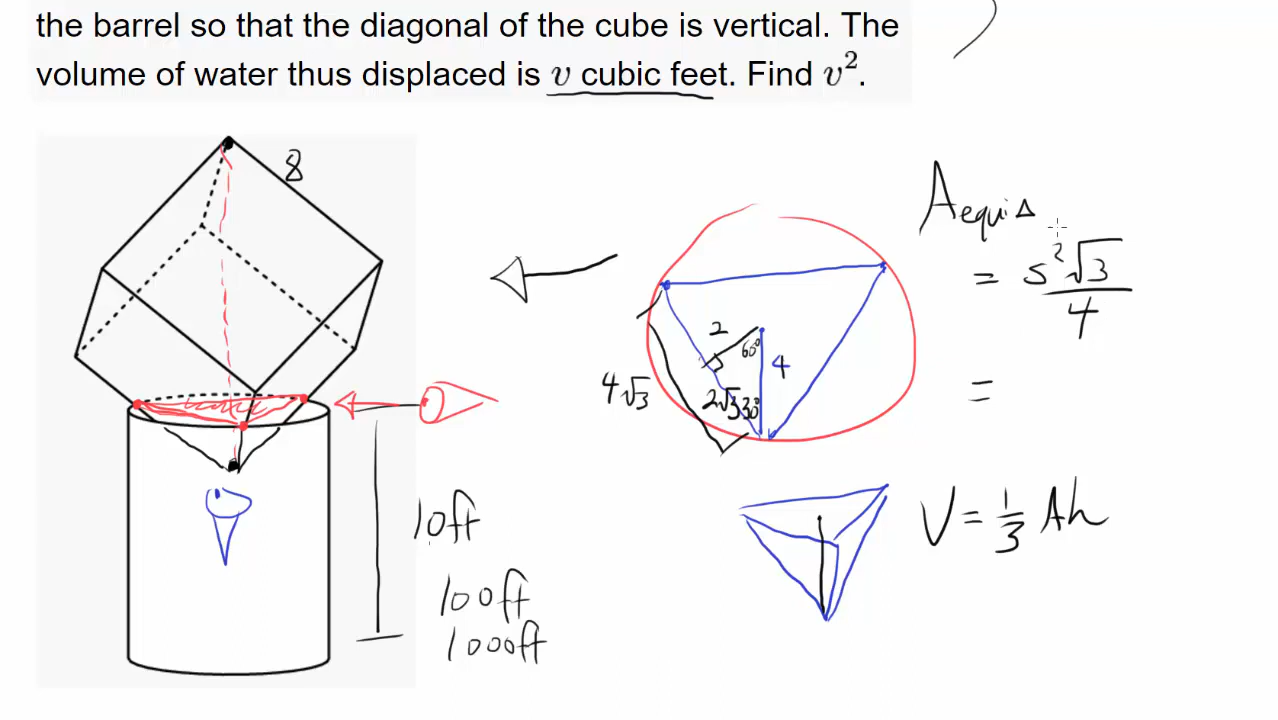 the barrel so that the diagonal of the cube is vertical. The
volume of water thus displaced is v cubic feet. Find v².
8
A equi Δ
= s²√3/4
2
60°
4
4√3
2√3
30°
=
10ft
V = 1/3 Ah
100ft
1000ft